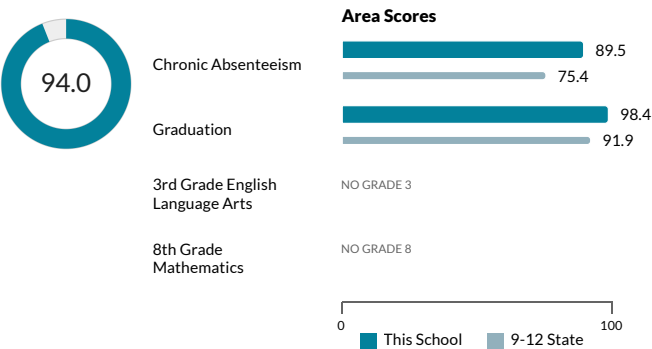 Area Scores
94.0
Chronic Absenteeism
89.5
75.4
Graduation
98.4
91.9
3rd Grade English
Language Arts
NO GRADE 3
8th Grade
Mathematics
NO GRADE 8
0
100
This School
9-12 State